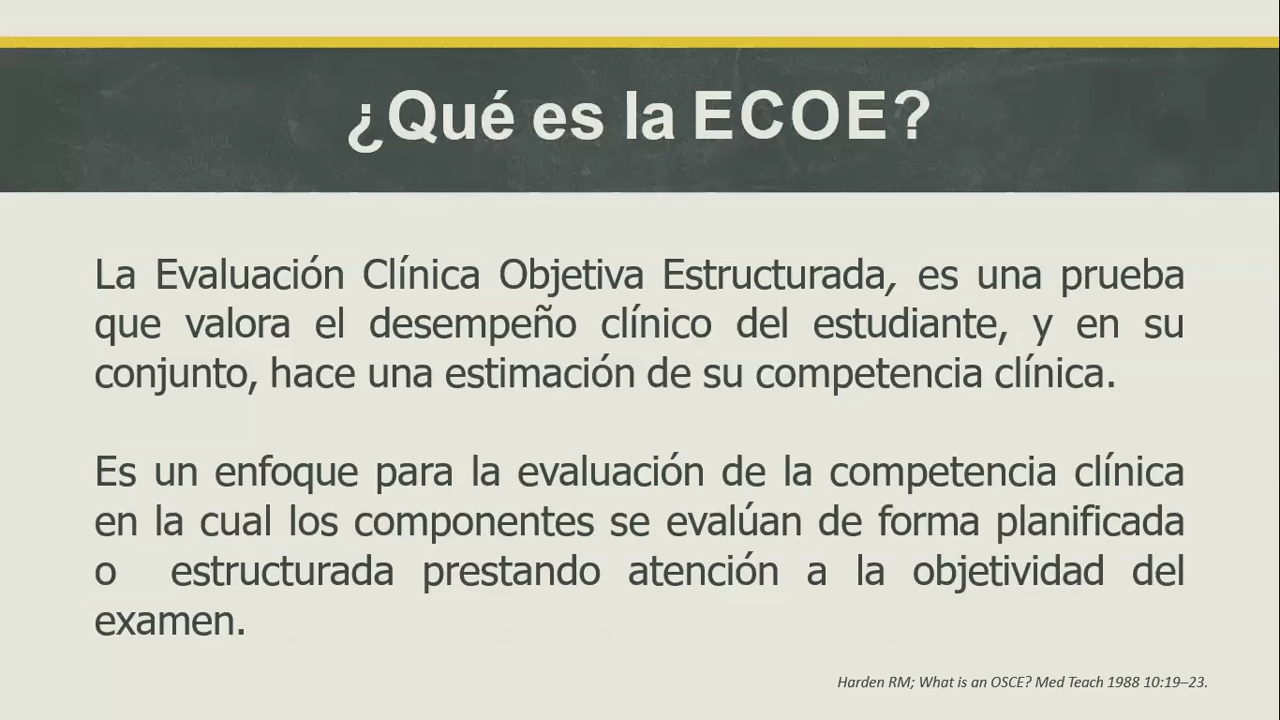 ¿Qué es la ECOE?
La Evaluación Clínica Objetiva Estructurada, es una prueba
que valora el desempeño clínico del estudiante, y en su
conjunto, hace una estimación de su competencia clínica.
Es un enfoque para la evaluación de la competencia clínica
en la cual los componentes se evalúan de forma planificada
o estructurada prestando atención a la objetividad del
examen.
Harden RM; What is an OSCE? Med Teach 1988 10:19–23.